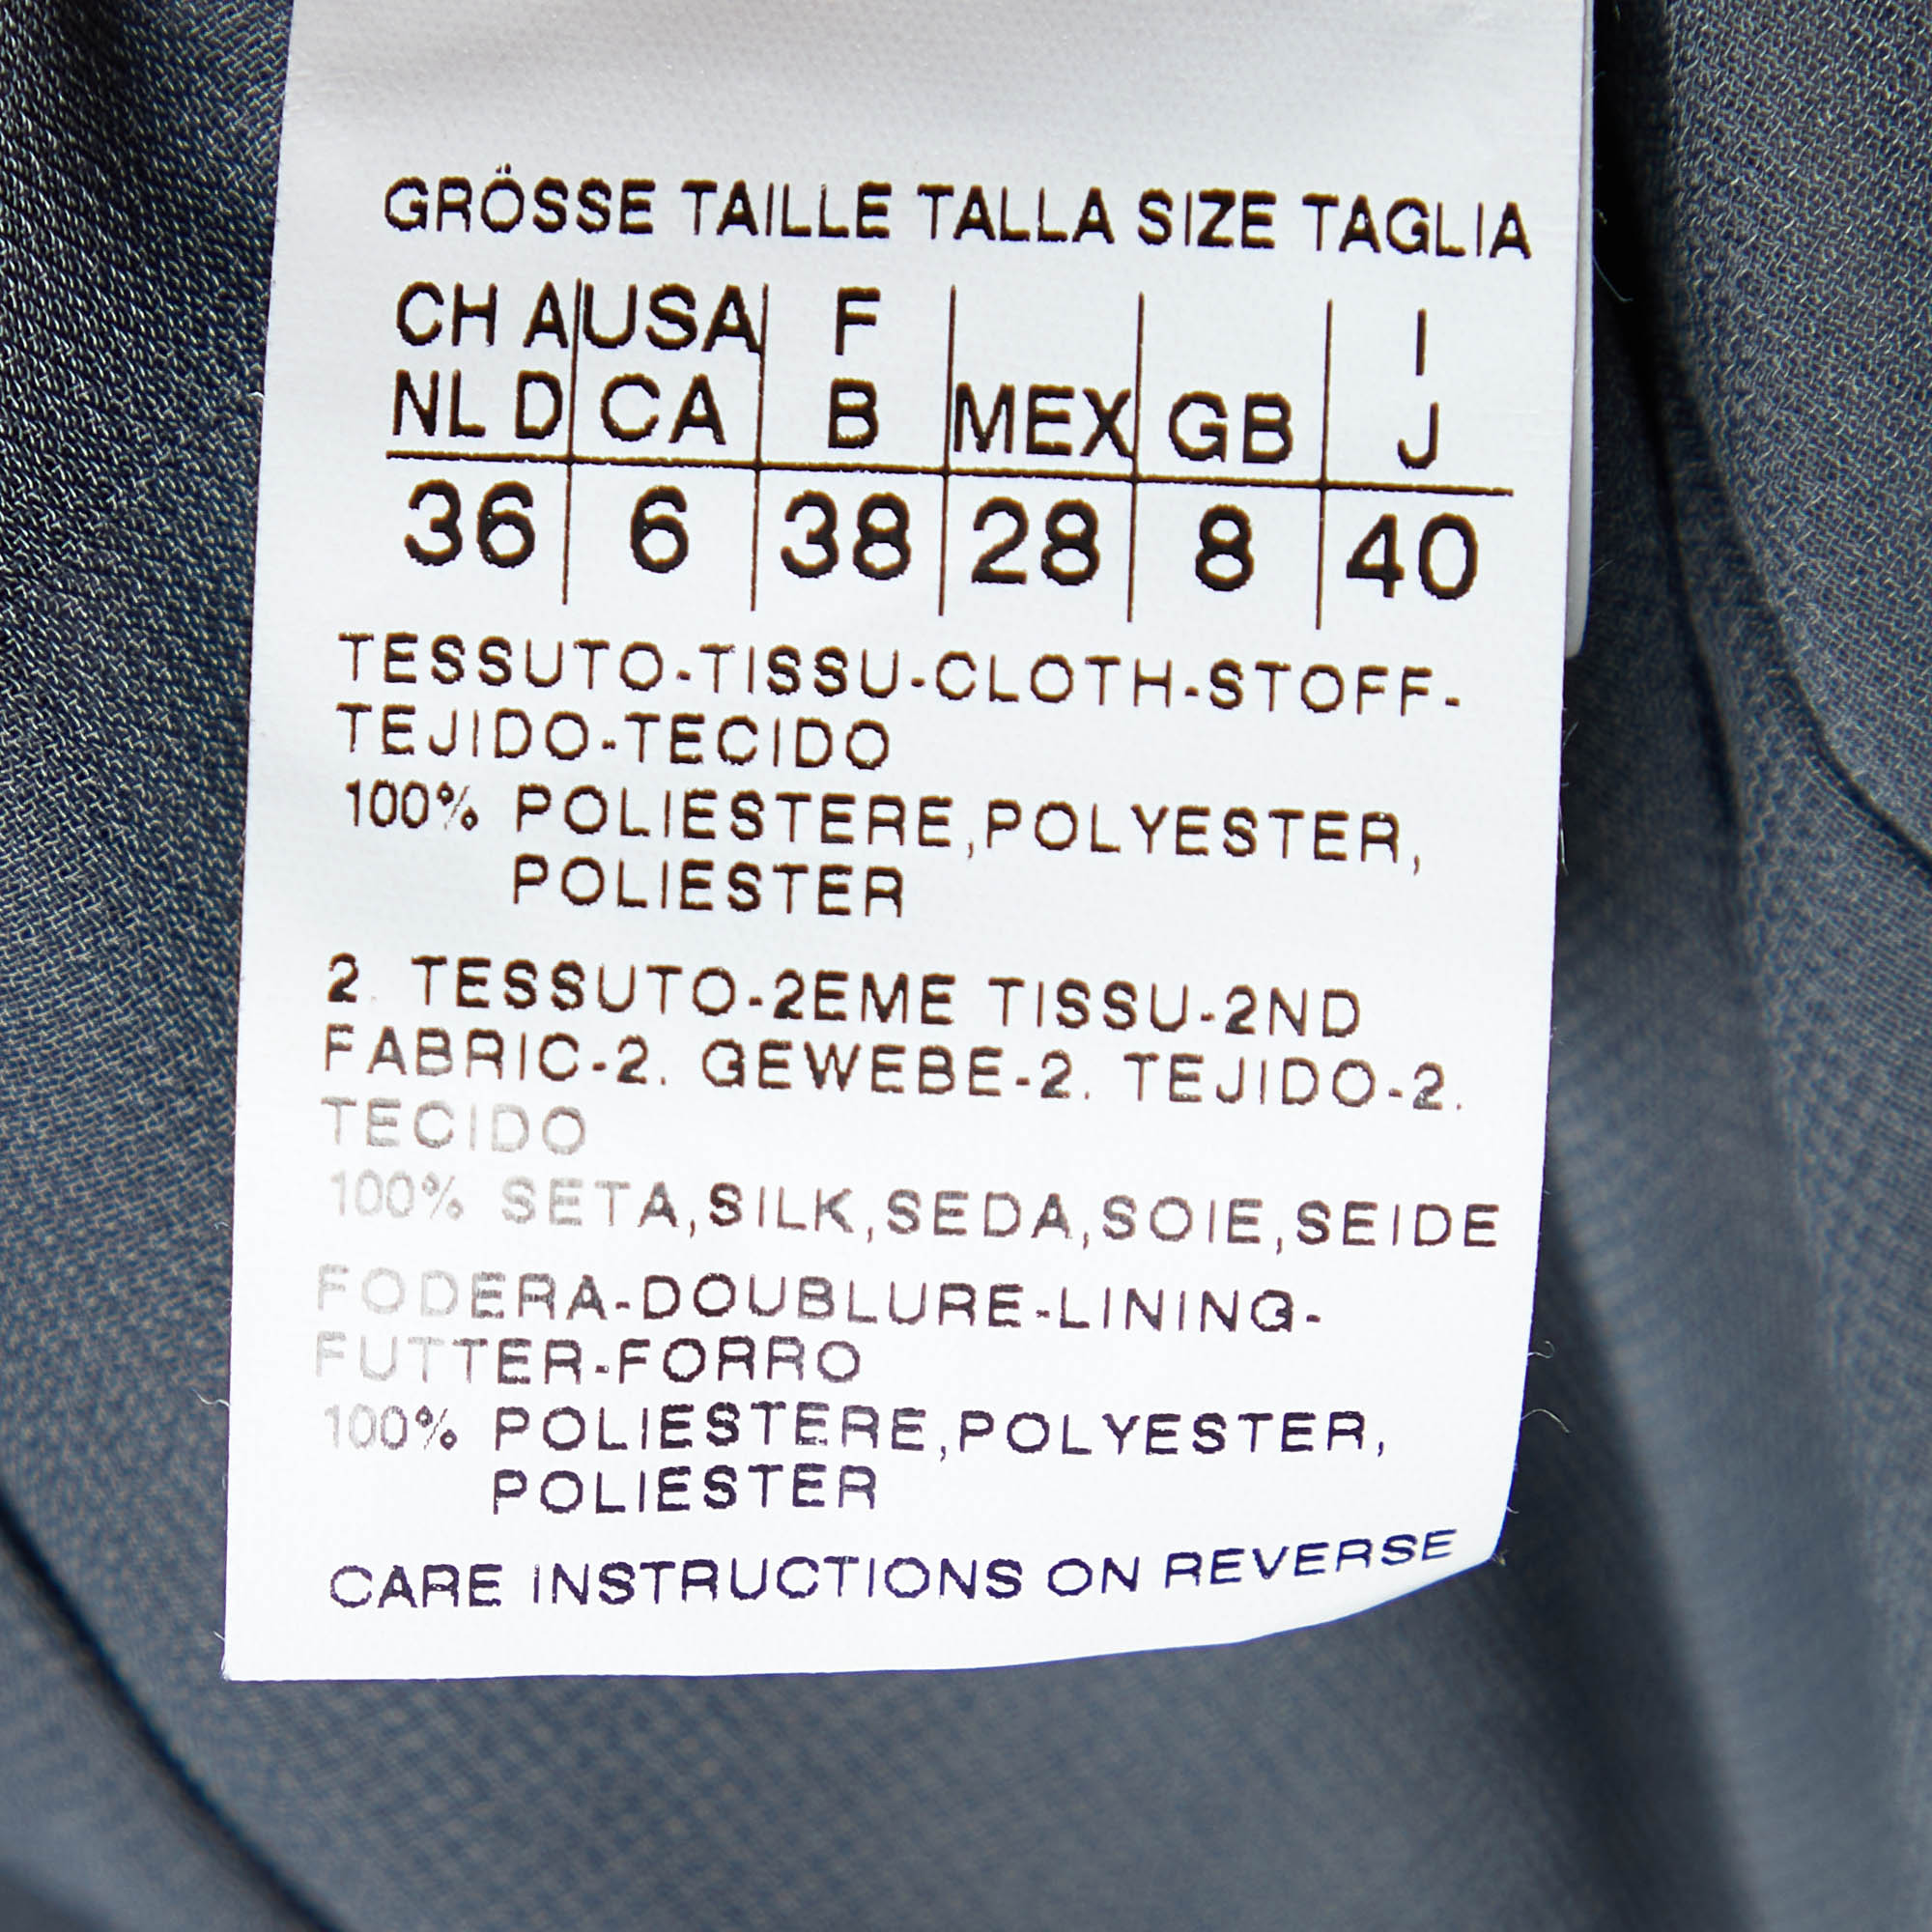 GRÖSSE TAILLE TALLA SIZE TAGLIA
CH A USA F I
NL D CA B MEX GB J
36 6 38 28 8 40
TESSUTO-TISSU-CLOTH-STOFF-
TEJIDO-TECIDO
100% POLIESTERE,POLYESTER,
POLIESTER
2. TESSUTO-2EME TISSU-2ND
FABRIC-2. GEWEBE-2. TEJIDO-2.
TECIDO
100% SETA,SILK,SEDA,SOIE,SEIDE
FODERA-DOUBLURE-LINING-
FUTTER-FORRO
100% POLIESTERE,POLYESTER,
POLIESTER
CARE INSTRUCTIONS ON REVERSE